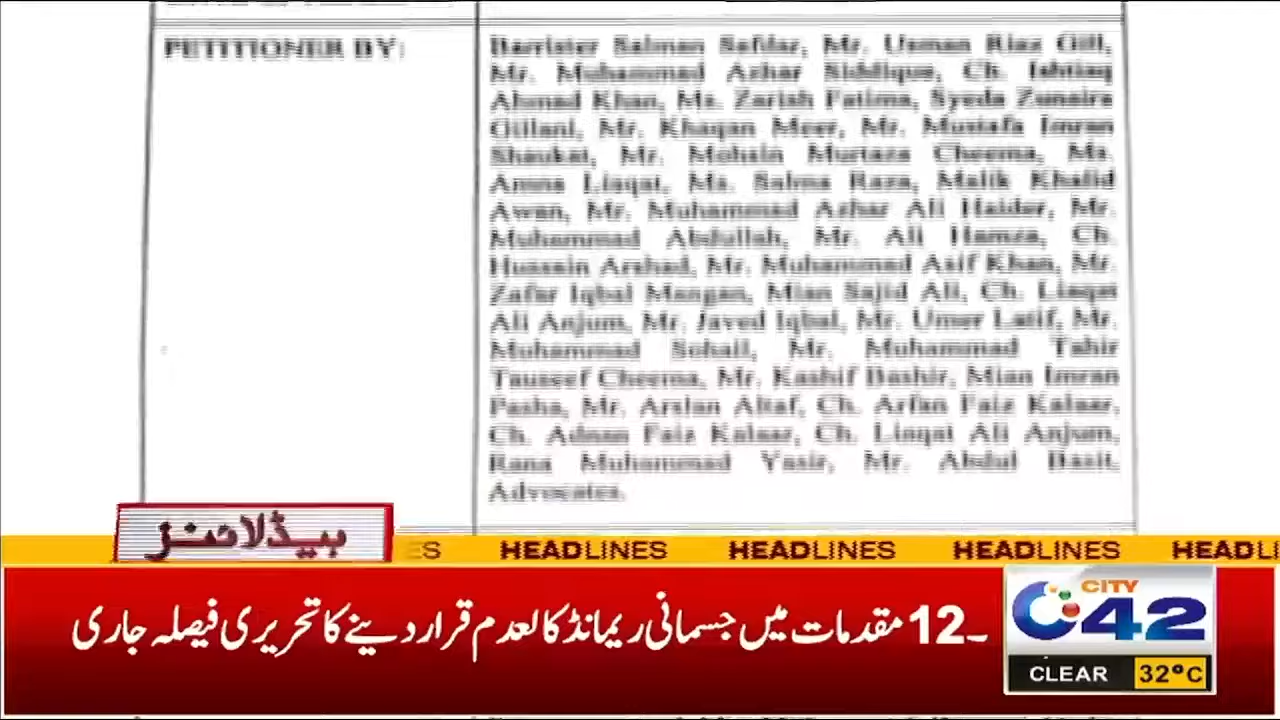 PETITIONER BY:
Barrister Salman Safdar, Mr. Usman Riaz Gill,
Mr. Muhammad Azhar Siddique, Ch. Ishtiaq
Ahmad Khan, Ms. Zarish Fatima, Syeda Zunaira
Gillani, Mr. Khaqan Meer, Mr. Mustafa Imran
Shaukat, Mr. Mohsin Murtaza Cheema, Ms.
Amna Liaqat, Ms. Salma Raza, Malik Khalid
Awan, Mr. Muhammad Azhar Ali Haider, Mr.
Muhammad Abdullah, Mr. Ali Hamza, Ch.
Hussain Arshad, Mr. Muhammad Asif Khan, Mr.
Zafar Iqbal Mangan, Mian Sajid Ali, Ch. Liaqat
Ali Anjum, Mr. Javed Iqbal, Mr. Umer Latif, Mr.
Muhammad Sohail, Mr. Muhammad Tahir
Tauseef Cheema, Mr. Kashif Bashir, Mian Imran
Pasha, Mr. Arslan Altaf, Ch. Arfan Faiz Kalaar,
Ch. Adnan Faiz Kalaar, Ch. Liaqat Ali Anjum,
Rana Muhammad Yasir, Mr. Abdul Basit,
Advocates.
ہیڈلائنز
ES HEADLINES HEADLINES HEADLINES HEADLI
۔12 مقدمات میں جسمانی ریمانڈ کالعدم قرار دینے کا تحریری فیصلہ جاری
CITY
42
CLEAR 32°C